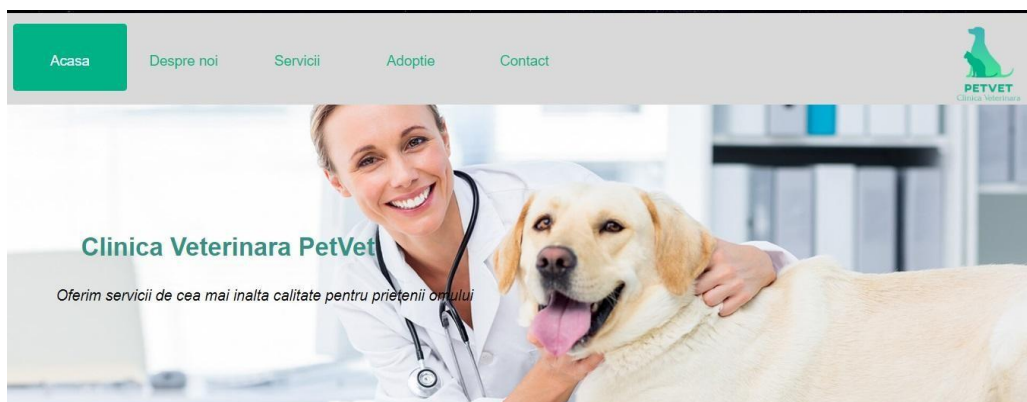 Acasa Despre noi Servicii Adoptie Contact
PETVET
Clinica Veterinara
Clinica Veterinara PetVet
Oferim servicii de cea mai inalta calitate pentru prietenii omului